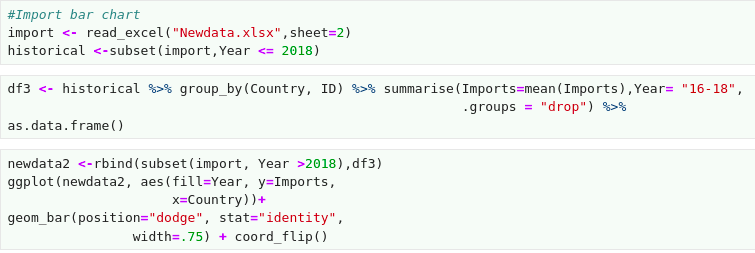 #Import bar chart
import <- read_excel("Newdata.xlsx",sheet=2)
historical <-subset(import,Year <= 2018)
df3 <- historical %>% group_by(Country, ID) %>% summarise(Imports=mean(Imports),Year= "16-18",
.groups = "drop") %>%
as.data.frame()
newdata2 <-rbind(subset(import, Year >2018),df3)
ggplot(newdata2, aes(fill=Year, y=Imports,
x=Country))+
geom_bar(position="dodge", stat="identity",
width=.75) + coord_flip()